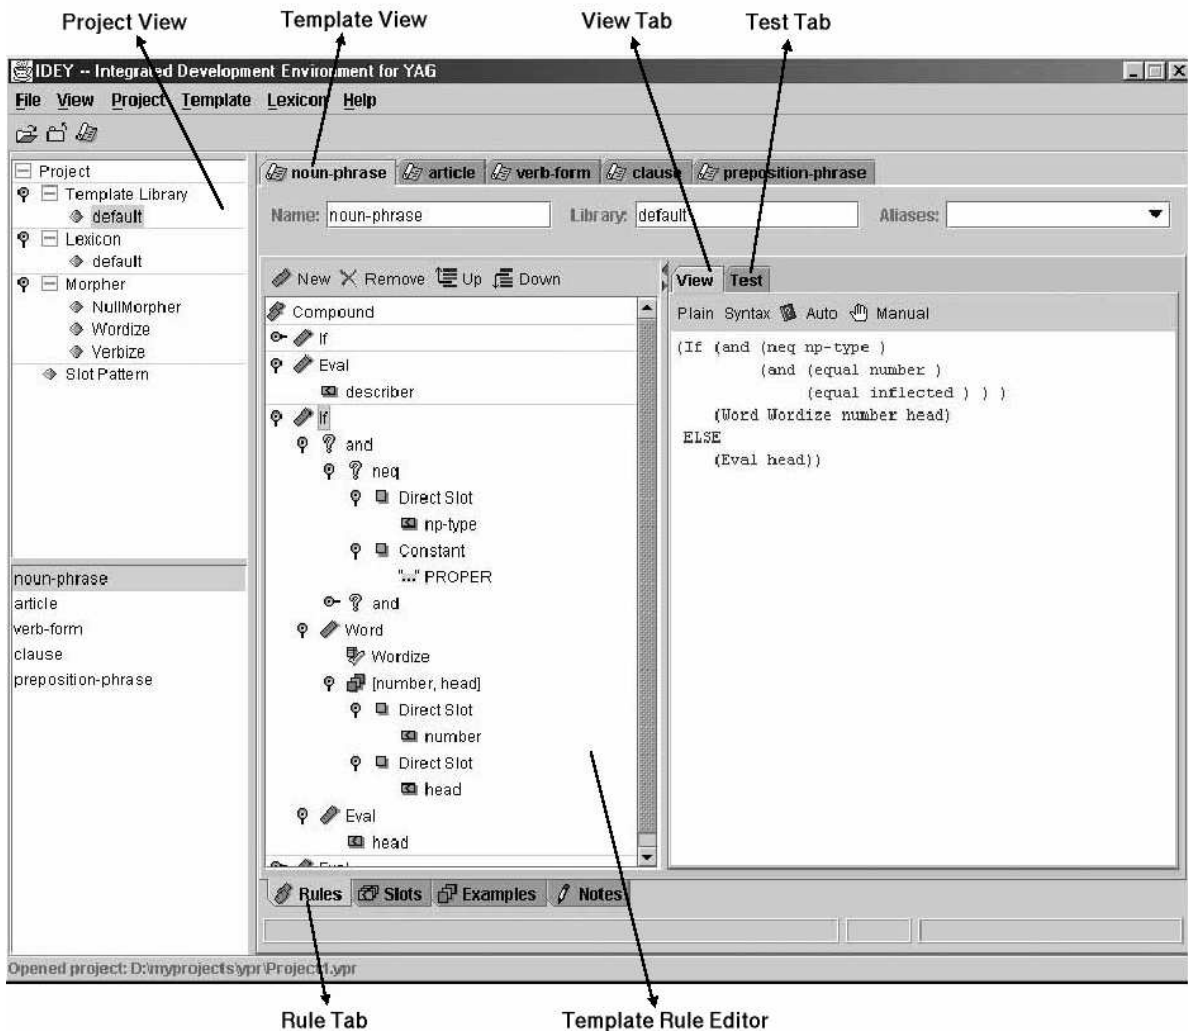 Project View
Template View
View Tab
Test Tab
IDEY -- Integrated Development Environment for YAG
File View Project Template Lexicon Help
Project
Template Library
default
Lexicon
default
Morpher
NullMorpher
Wordize
Verbize
Slot Pattern
noun-phrase
article
verb-form
clause
preposition-phrase
noun-phrase article verb-form clause preposition-phrase
Name: noun-phrase Library: default Aliases:
New Remove Up Down
Compound
If
Eval
describer
If
and
neq
Direct Slot
np-type
Constant
"..." PROPER
and
Word
Wordize
[number, head]
Direct Slot
number
Direct Slot
head
Eval
head
Eval
View Test
Plain Syntax Auto Manual
(If (and (neq np-type )
(and (equal number )
(equal inflected ) ) )
(Word Wordize number head)
ELSE
(Eval head))
Rules Slots Examples Notes
Opened project: D:\myprojects\ypr\Project1.ypr
Rule Tab
Template Rule Editor